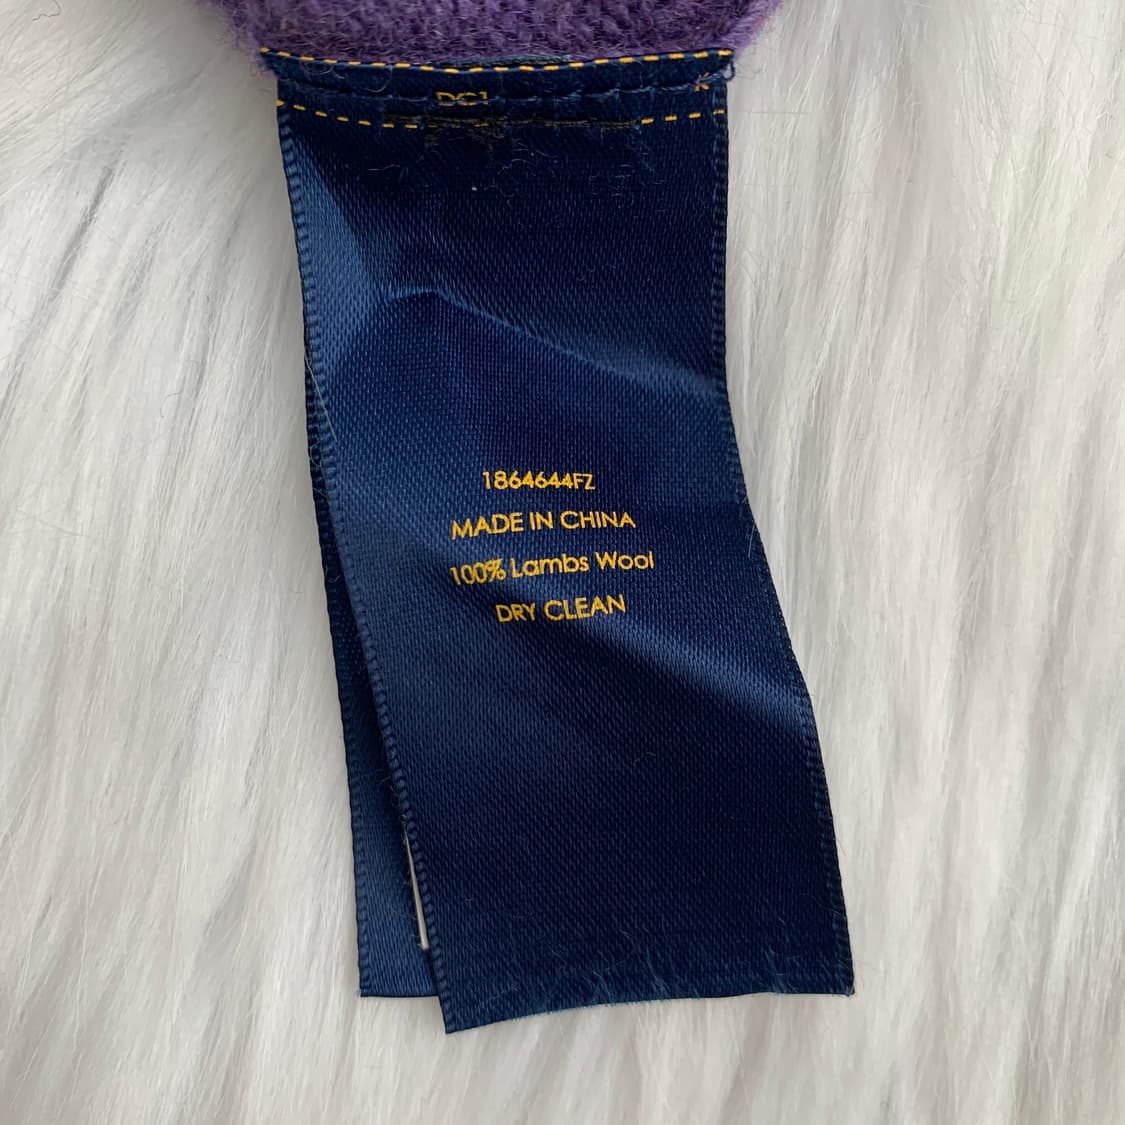 1864644FZ
MADE IN CHINA
100% Lambs Wool
DRY CLEAN